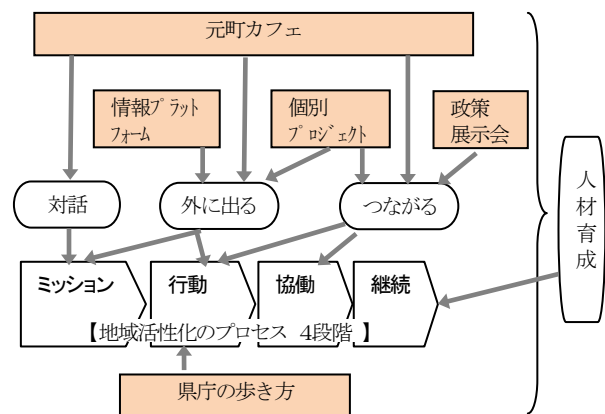 元町カフェ
情報プラット
フォーム
個別
プロジェクト
政策
展示会
対話
外に出る
つながる
人材育成
ミッション
行動
協働
継続
【地域活性化のプロセス 4段階 】
県庁の歩き方